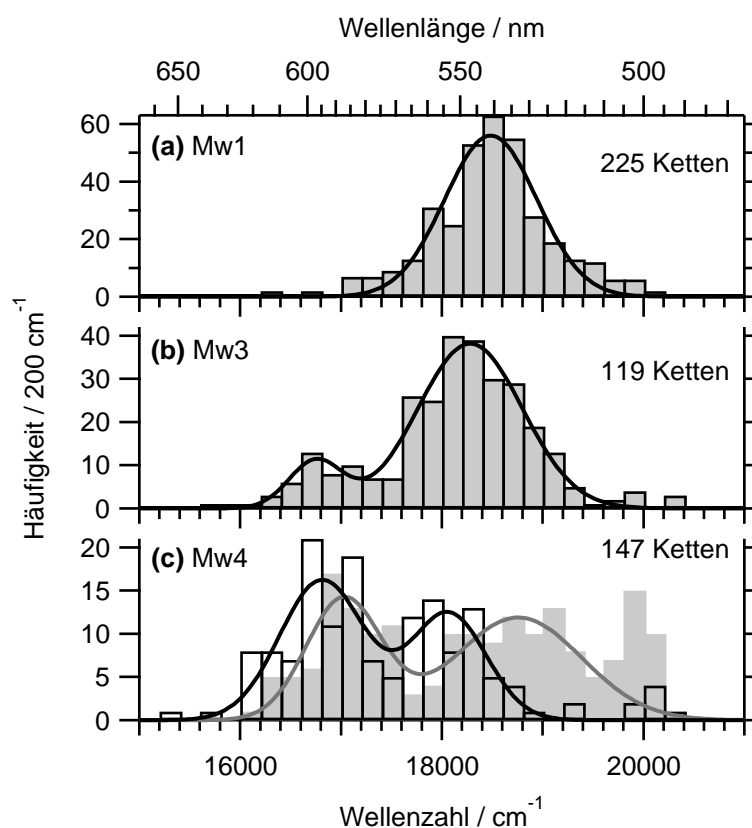 Wellenlänge / nm
650 600 550 500
Häufigkeit / 200 cm⁻¹
(a) Mw1
225 Ketten
60
40
20
0
(b) Mw3
119 Ketten
40
30
20
10
0
(c) Mw4
147 Ketten
20
15
10
5
0
16000 18000 20000
Wellenzahl / cm⁻¹